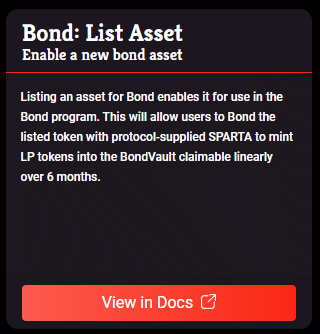 Bond: List Asset
Enable a new bond asset
Listing an asset for Bond enables it for use in the
Bond program. This will allow users to Bond the
listed token with protocol-supplied SPARTA to mint
LP tokens into the BondVault claimable linearly
over 6 months.
View in Docs